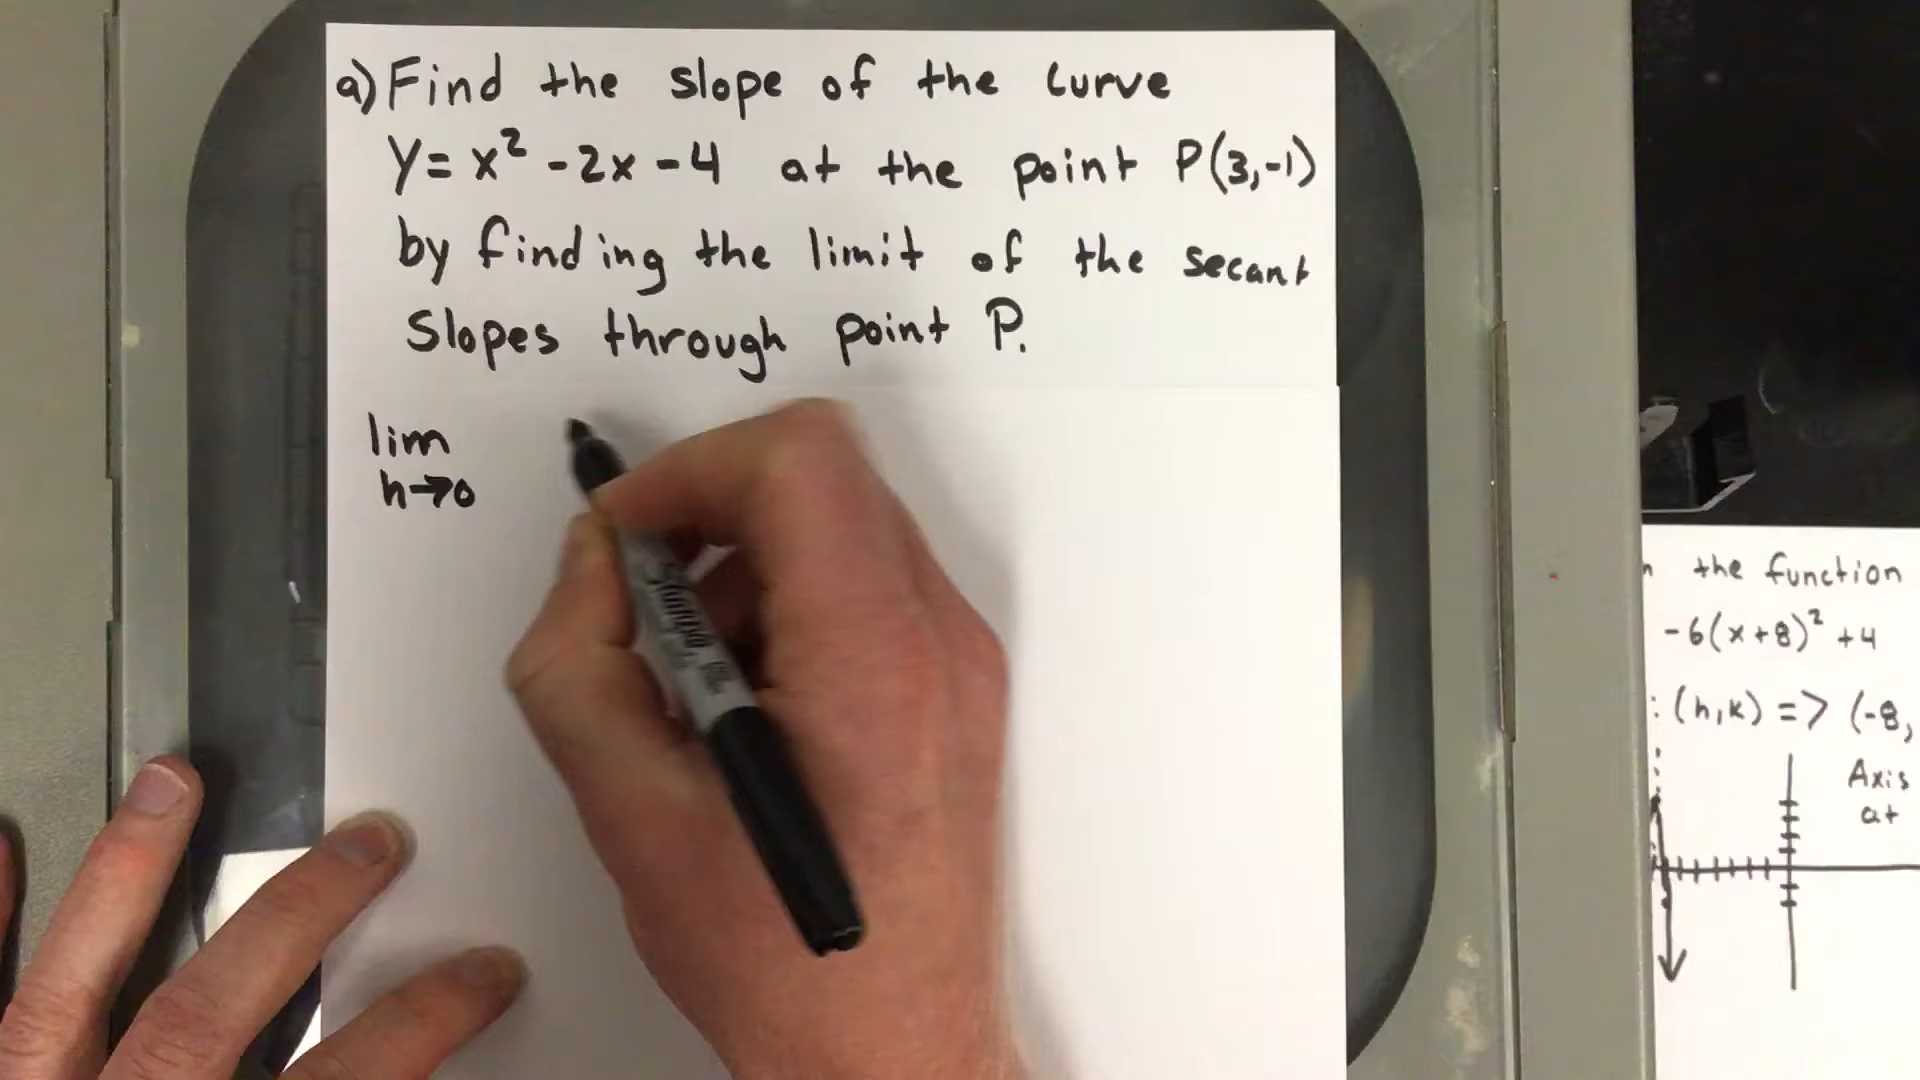 a) Find the slope of the curve
y = x² - 2x - 4 at the point P(3,-1)
by finding the limit of the secant
slopes through point P.
lim
h→0
Sharpie
the function
-6(x+8)² +4
: (h,k) => (-8,
Axis
at